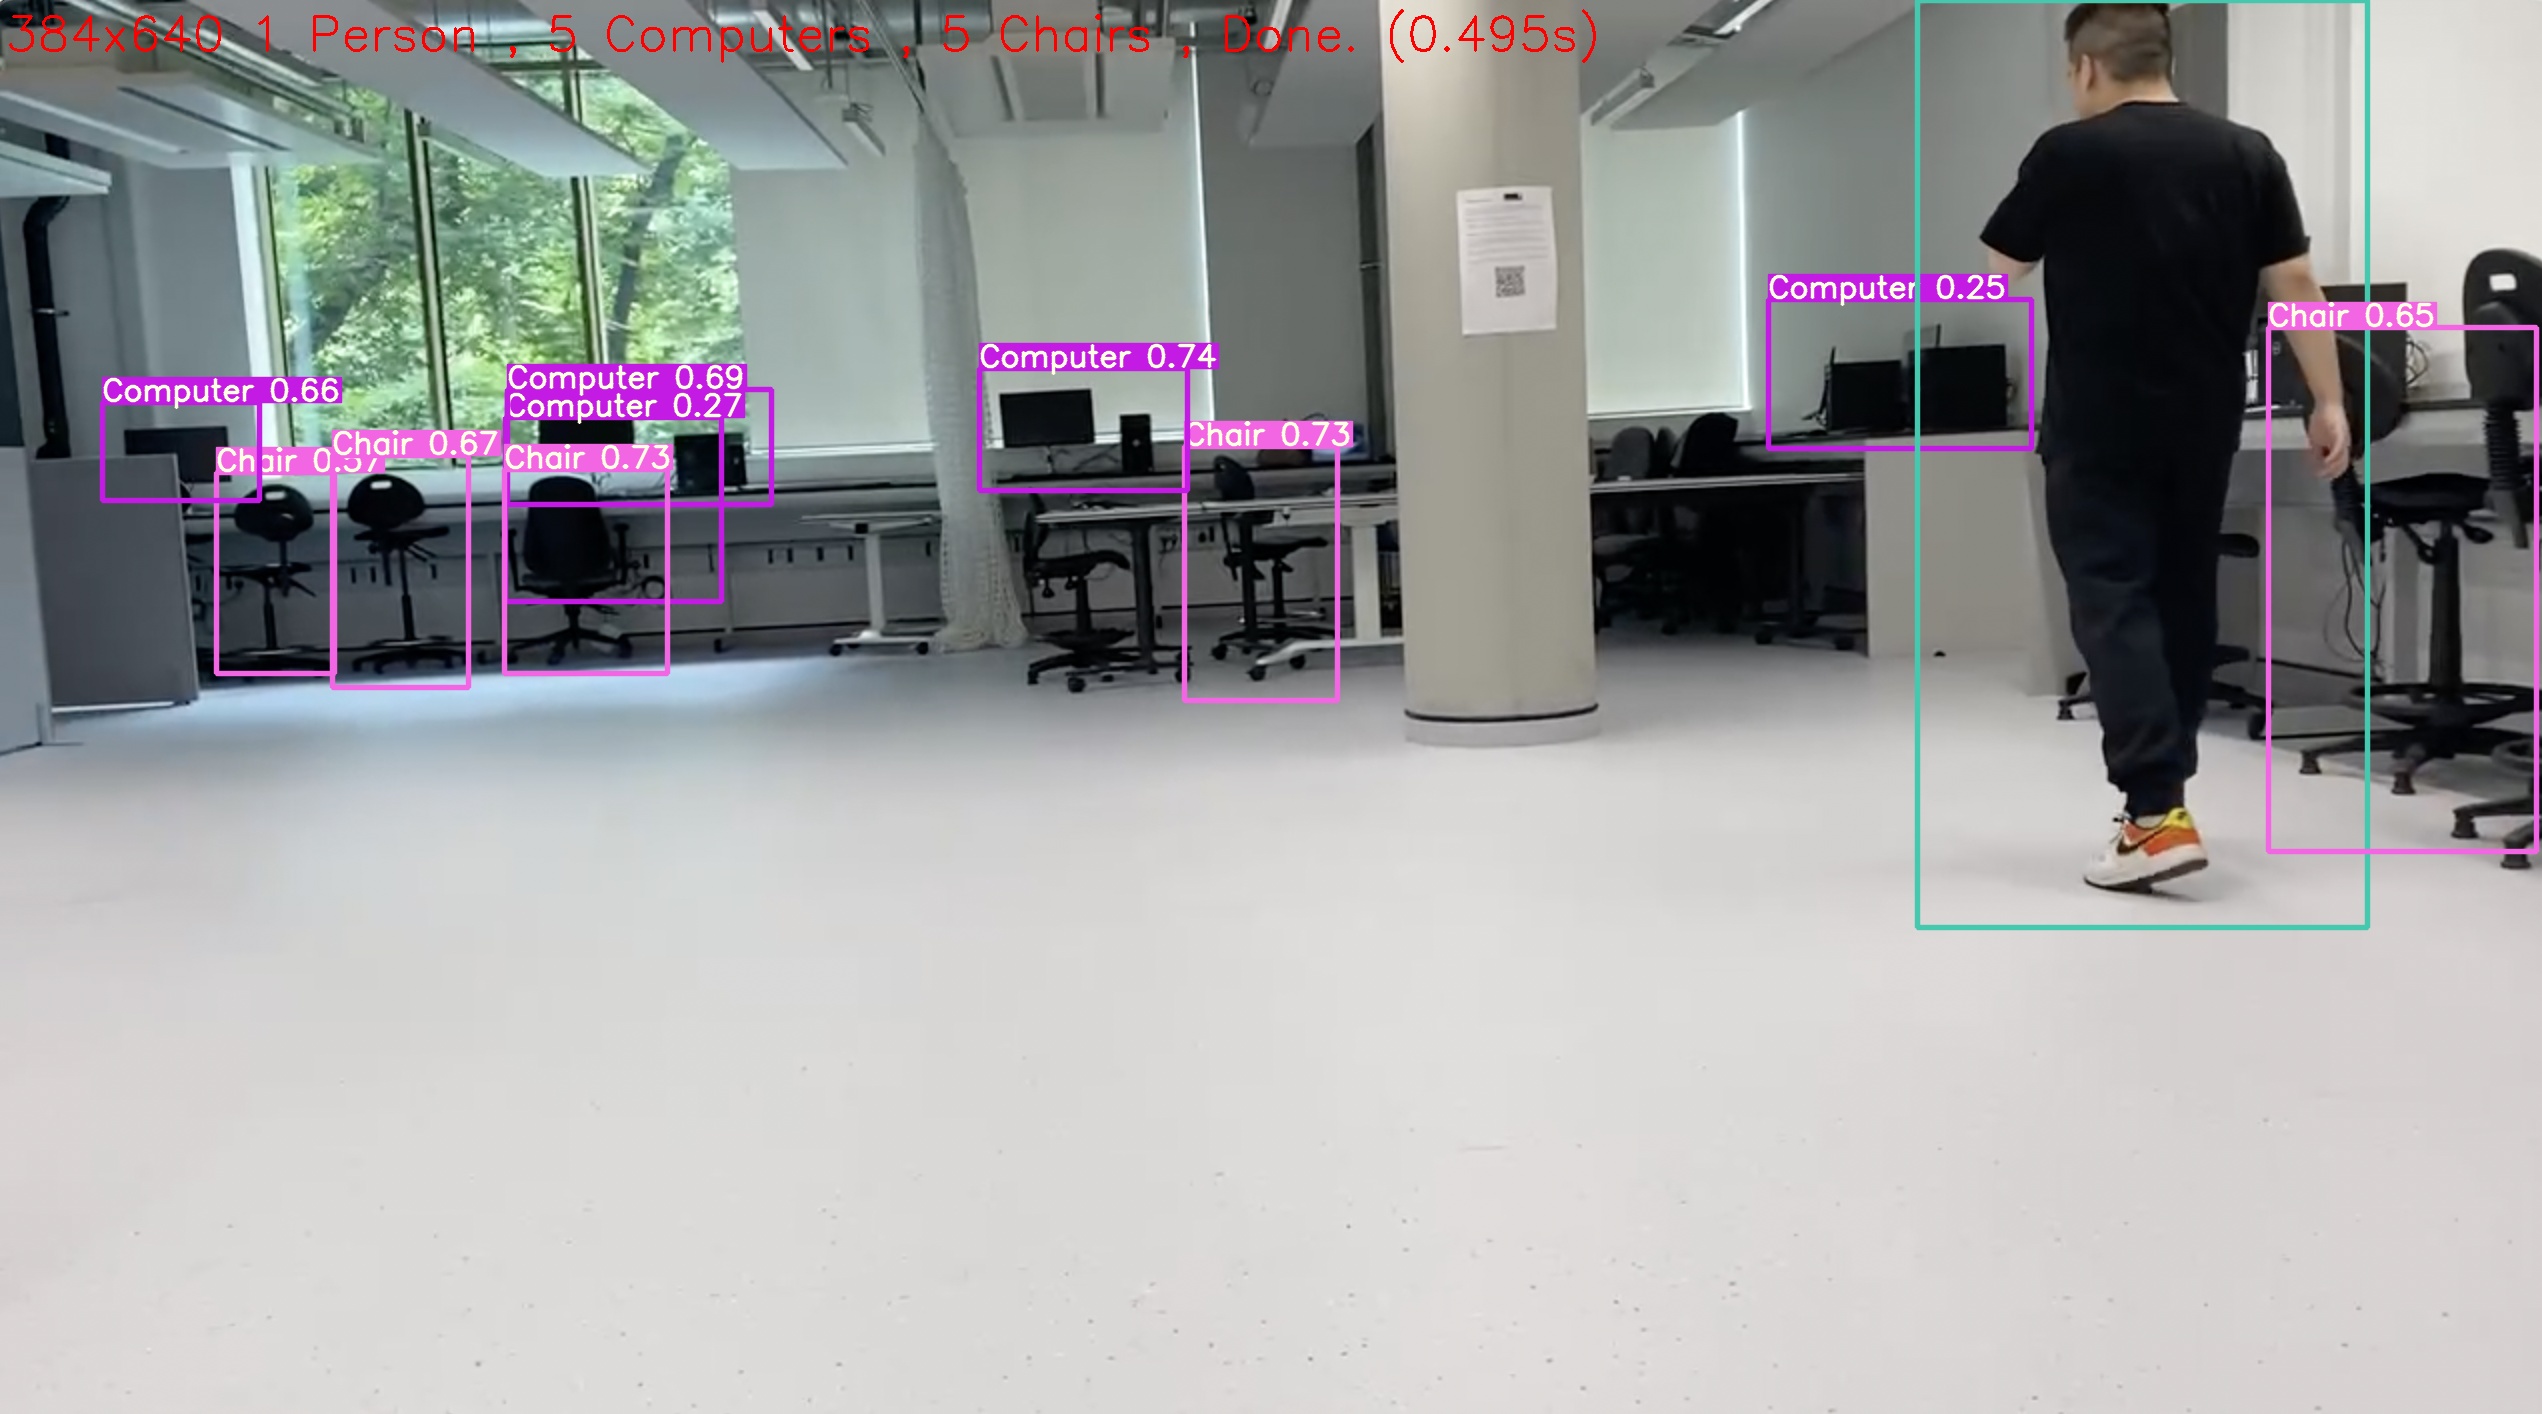 384x640 1 Person , 5 Computers , 5 Chairs , Done. (0.495s)
Computer 0.25
Chair 0.65
Computer 0.74
Computer 0.69
Computer 0.66
Computer 0.27
Chair 0.73
Chair 0.67
Chair 0.73
Chair